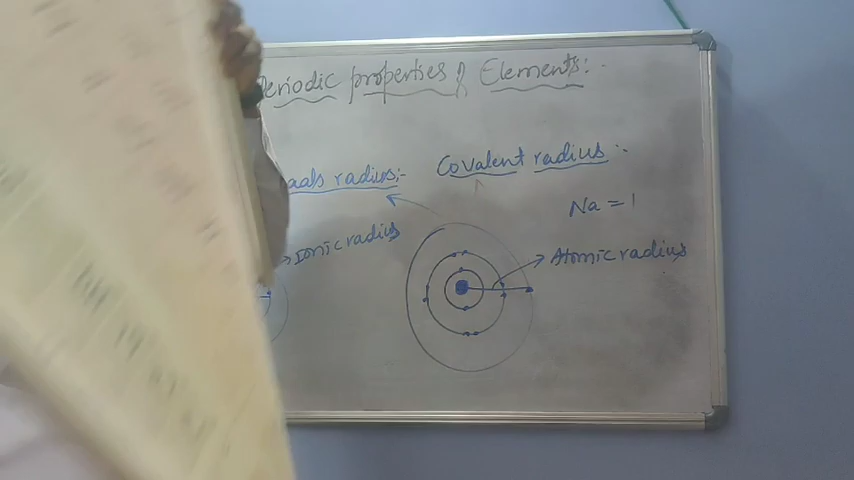 eriodic properties of Elements:-
aals radius:-
Covalent radius :-
Na = 1
Ionic radius
Atomic radius